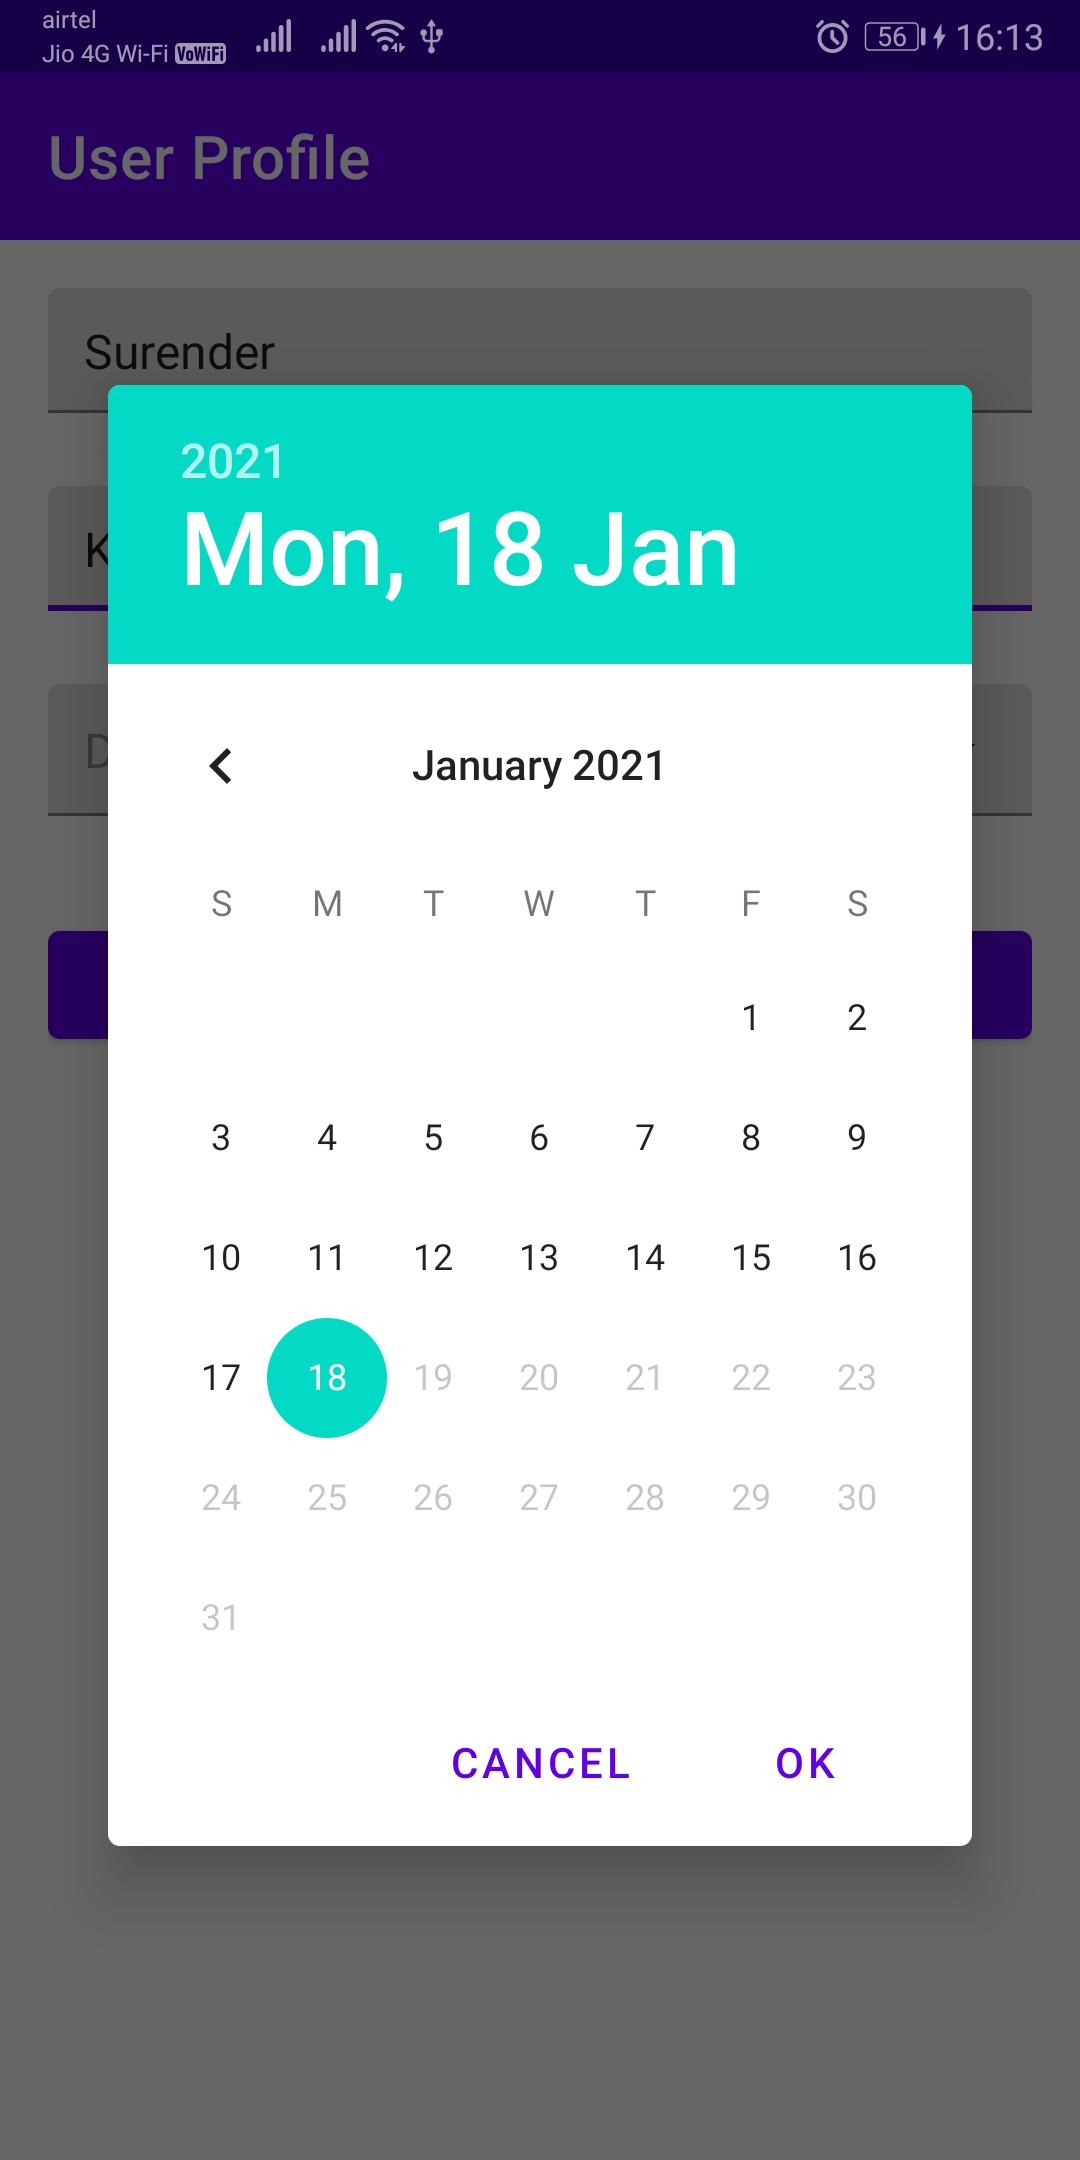 airtel
Jio 4G Wi-Fi VoWiFi 56 16:13
User Profile
Surender
2021
Mon, 18 Jan
January 2021
S M T W T F S
1 2
3 4 5 6 7 8 9
10 11 12 13 14 15 16
17 18 19 20 21 22 23
24 25 26 27 28 29 30
31
CANCEL OK